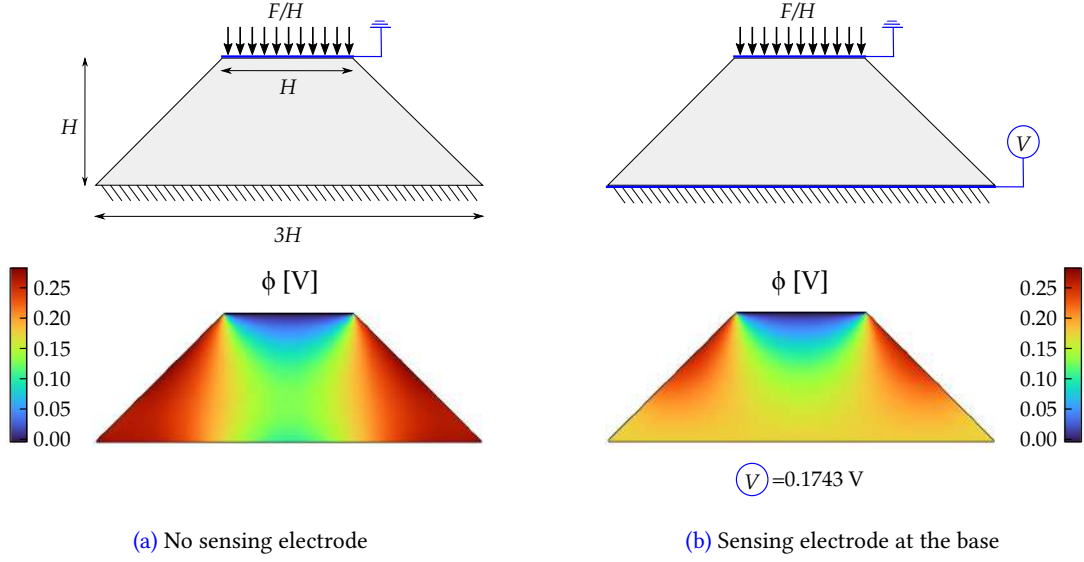 F/H
H
H
3H
F/H
V
ϕ [V]
0.25
0.20
0.15
0.10
0.05
0.00
ϕ [V]
0.25
0.20
0.15
0.10
0.05
0.00
V =0.1743 V
(a) No sensing electrode
(b) Sensing electrode at the base